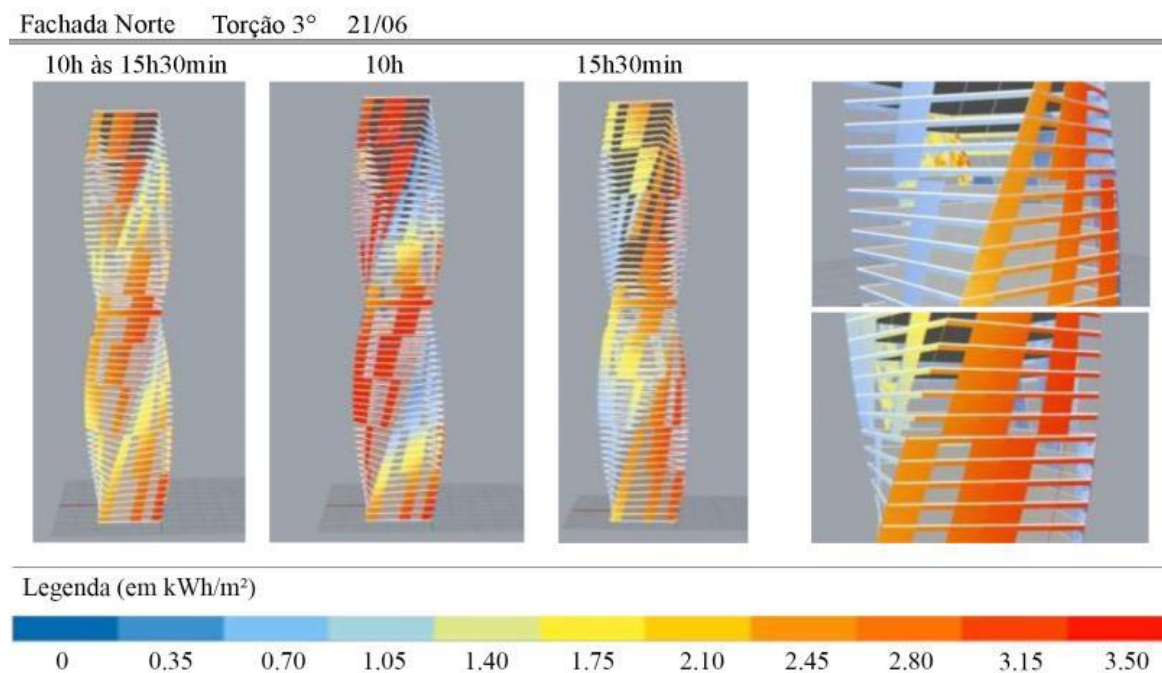 Fachada Norte Torção 3° 21/06
10h às 15h30min 10h 15h30min
Legenda (em kWh/m²)
0 0.35 0.70 1.05 1.40 1.75 2.10 2.45 2.80 3.15 3.50